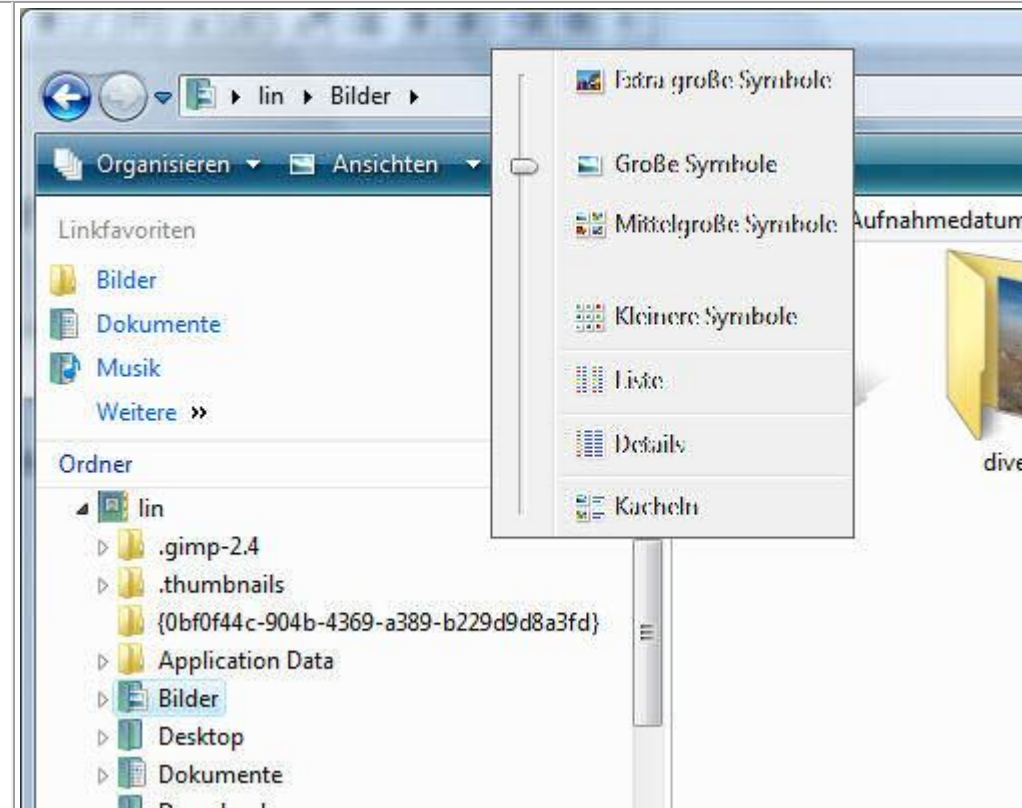 lin Bilder
Organisieren Ansichten
Extra große Symbole
Große Symbole
Mittelgroße Symbole
Kleinere Symbole
Liste
Details
Kacheln
Aufnahmedatum
Linkfavoriten
Bilder
Dokumente
Musik
Weitere »
Ordner
lin
.gimp-2.4
.thumbnails
{0bf0f44c-904b-4369-a389-b229d9d8a3fd}
Application Data
Bilder
Desktop
Dokumente
dive